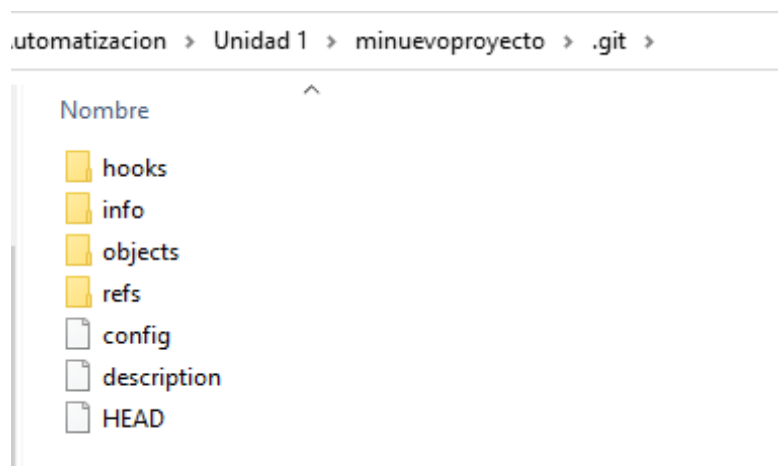 utomatizacion > Unidad 1 > minuevoproyecto > .git >
Nombre
hooks
info
objects
refs
config
description
HEAD